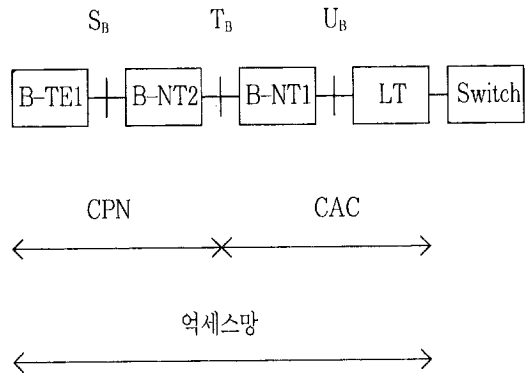 S_B T_B U_B
B-TE1 B-NT2 B-NT1 LT Switch
CPN CAC
억세스망